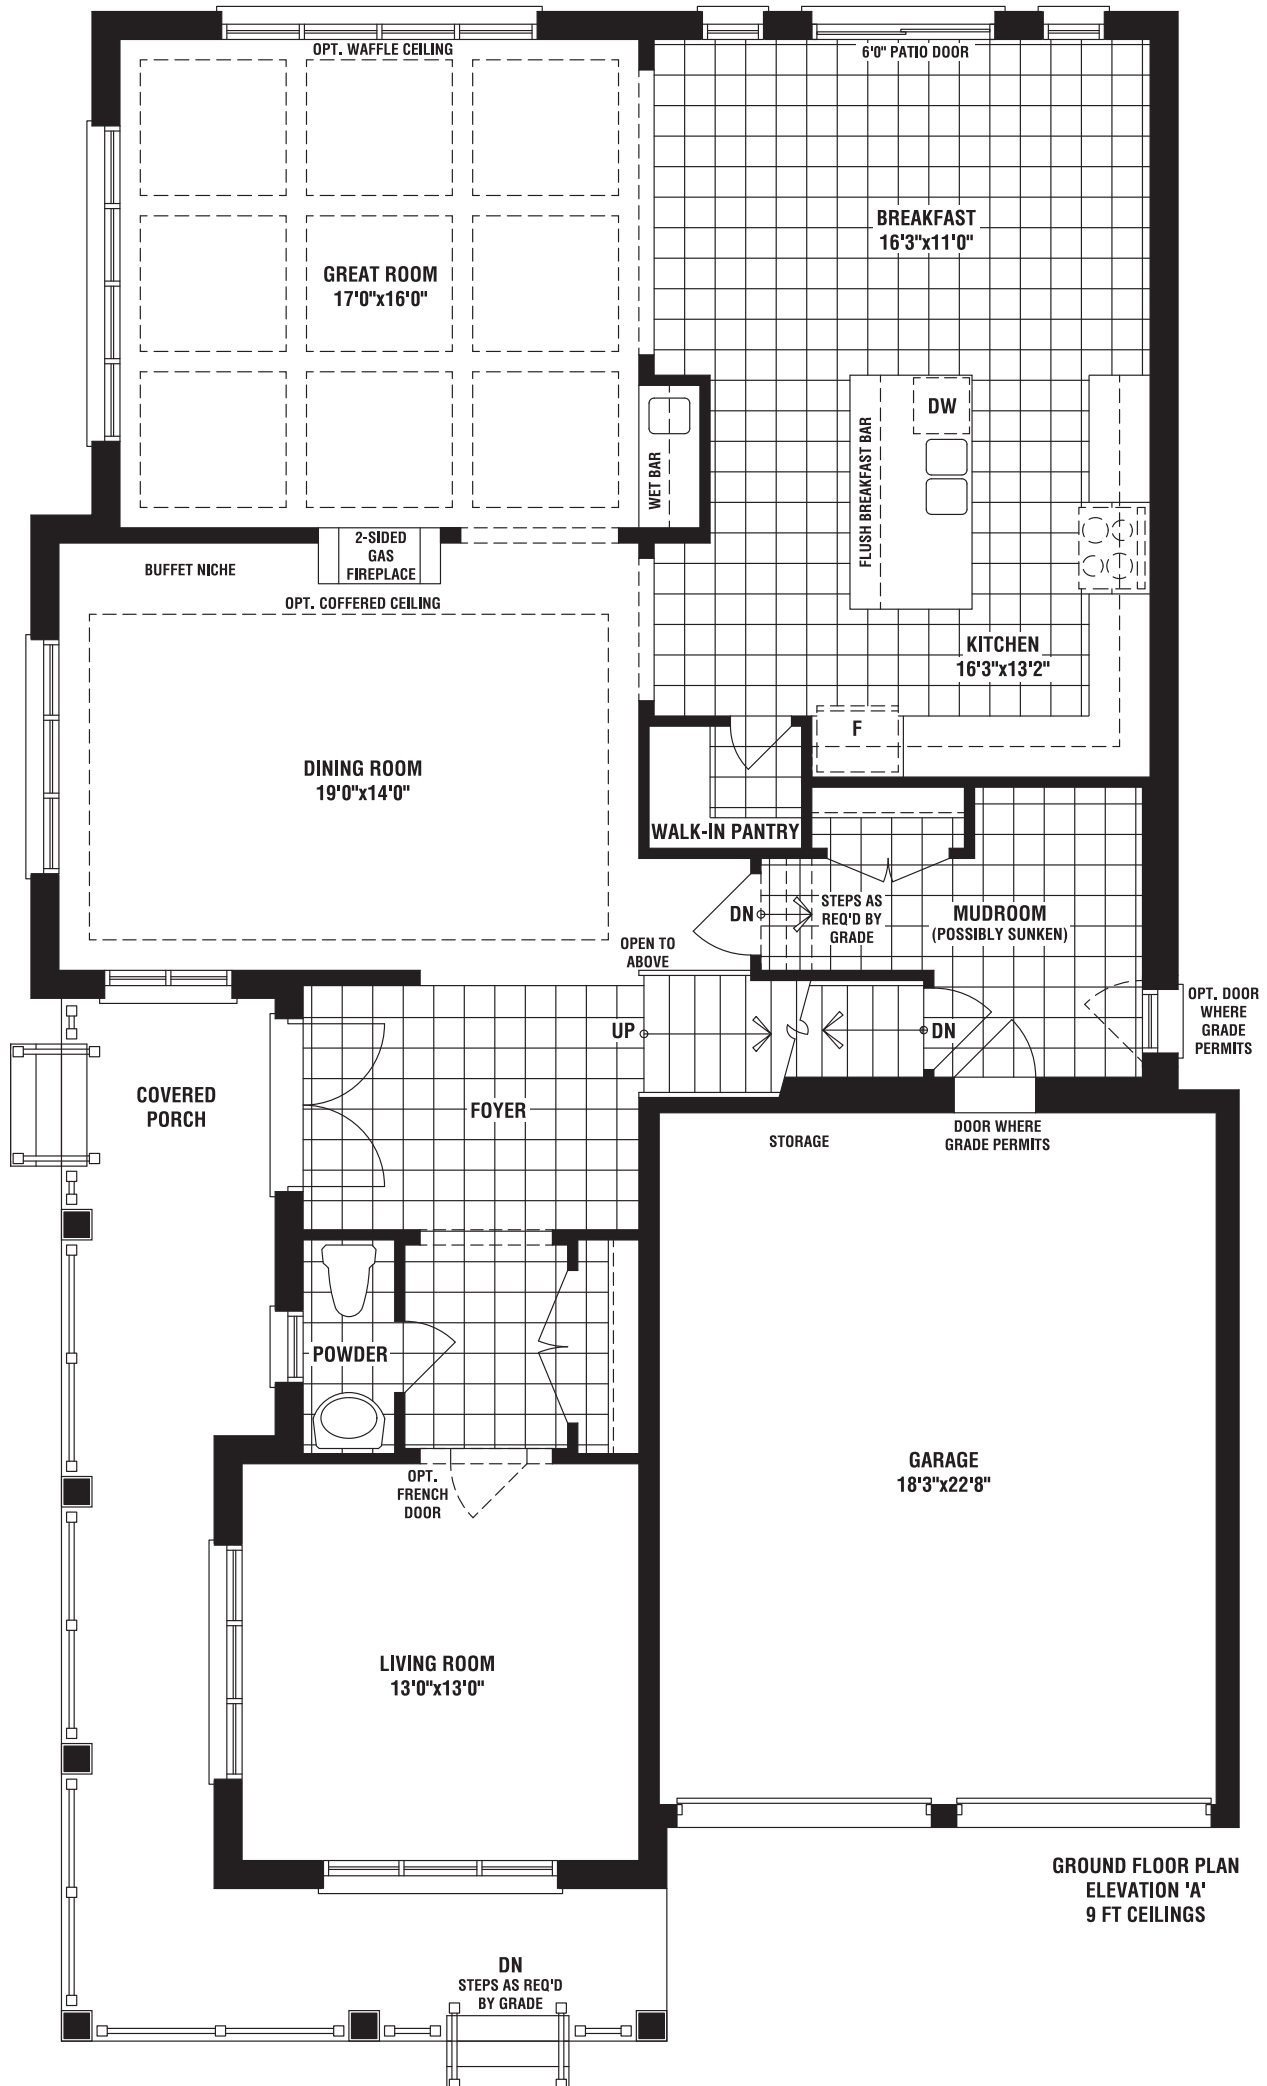 OPT. WAFFLE CEILING
6'0" PATIO DOOR
BREAKFAST
16'3"x11'0"
GREAT ROOM
17'0"x16'0"
DW
FLUSH BREAKFAST BAR
WET BAR
2-SIDED
GAS
FIREPLACE
BUFFET NICHE
OPT. COFFERED CEILING
KITCHEN
16'3"x13'2"
F
DINING ROOM
19'0"x14'0"
WALK-IN PANTRY
DN
STEPS AS
REQ'D BY
GRADE
MUDROOM
(POSSIBLY SUNKEN)
OPEN TO
ABOVE
OPT. DOOR
WHERE
GRADE
PERMITS
UP
DN
COVERED
PORCH
FOYER
STORAGE
DOOR WHERE
GRADE PERMITS
POWDER
OPT.
FRENCH
DOOR
GARAGE
18'3"x22'8"
LIVING ROOM
13'0"x13'0"
GROUND FLOOR PLAN
ELEVATION 'A'
9 FT CEILINGS
DN
STEPS AS REQ'D
BY GRADE